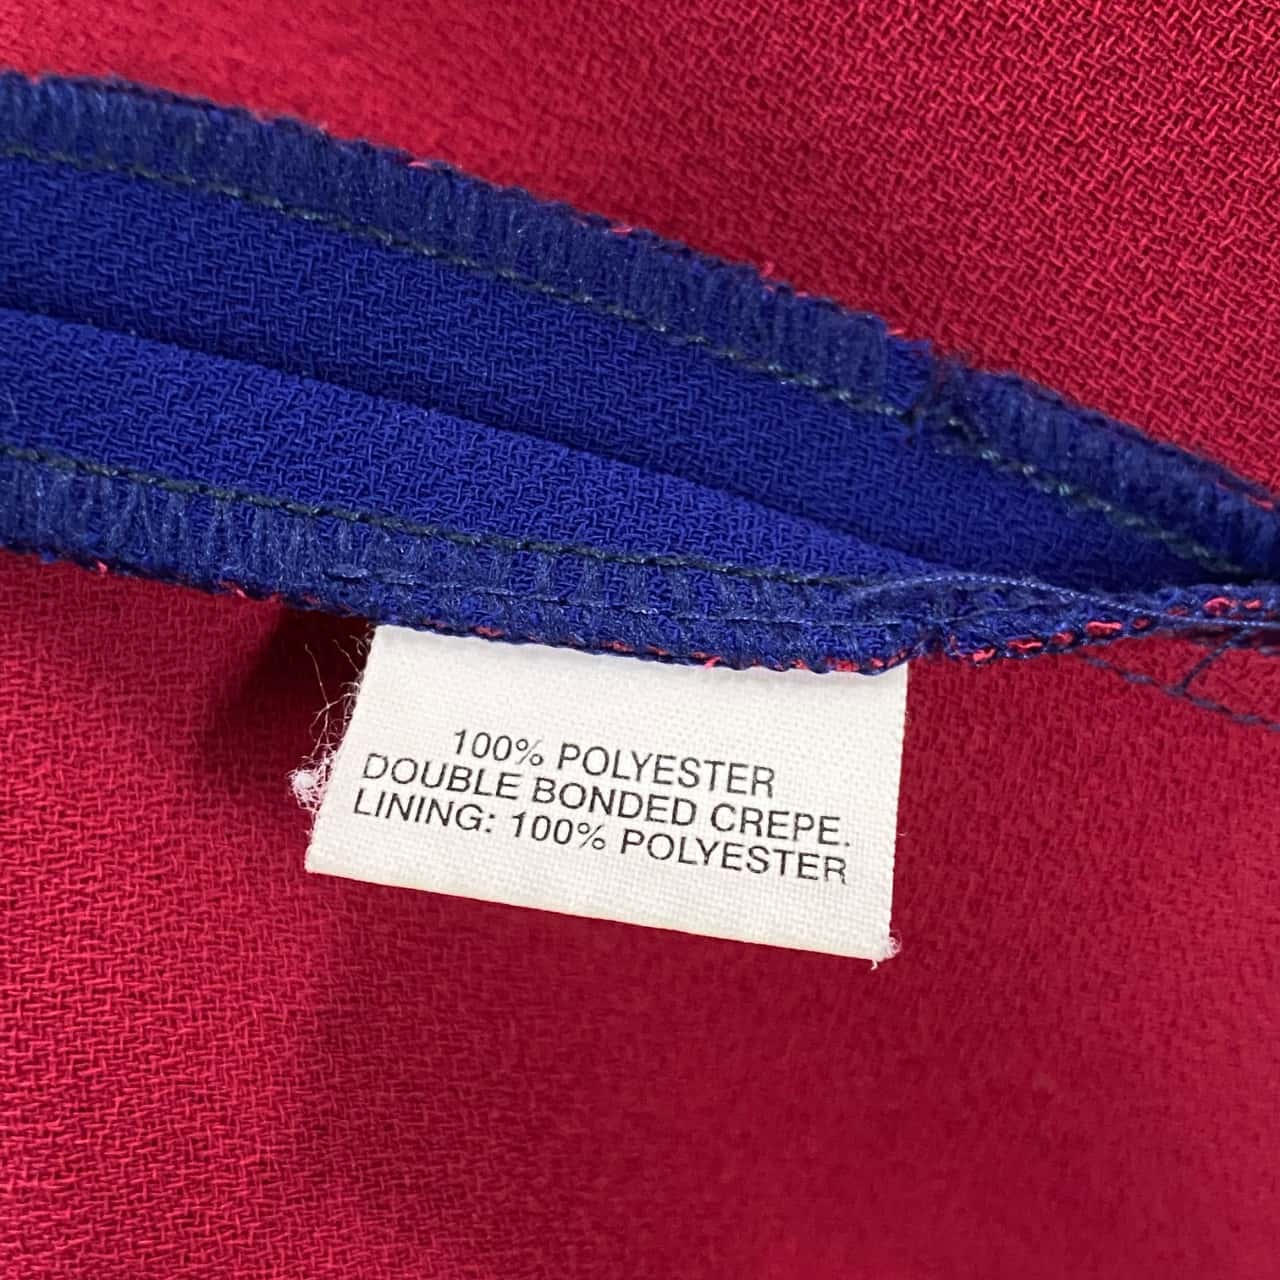 100% POLYESTER
DOUBLE BONDED CREPE.
LINING: 100% POLYESTER